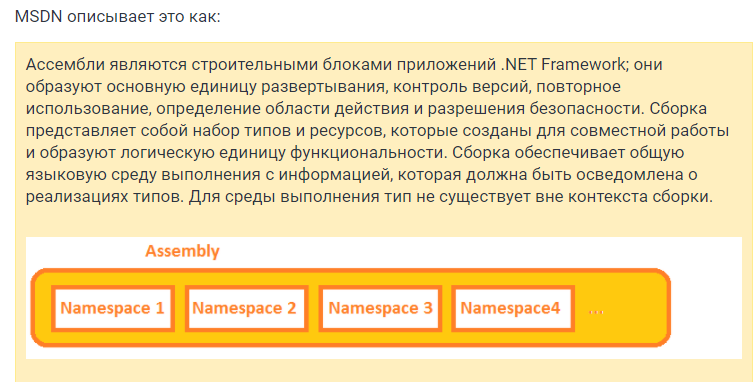 MSDN описывает это как:
Ассембли являются строительными блоками приложений .NET Framework; они
образуют основную единицу развертывания, контроль версий, повторное
использование, определение области действия и разрешения безопасности. Сборка
представляет собой набор типов и ресурсов, которые созданы для совместной работы
и образуют логическую единицу функциональности. Сборка обеспечивает общую
языковую среду выполнения с информацией, которая должна быть осведомлена о
реализациях типов. Для среды выполнения тип не существует вне контекста сборки.
Assembly
Namespace 1 Namespace 2 Namespace 3 Namespace4 ...